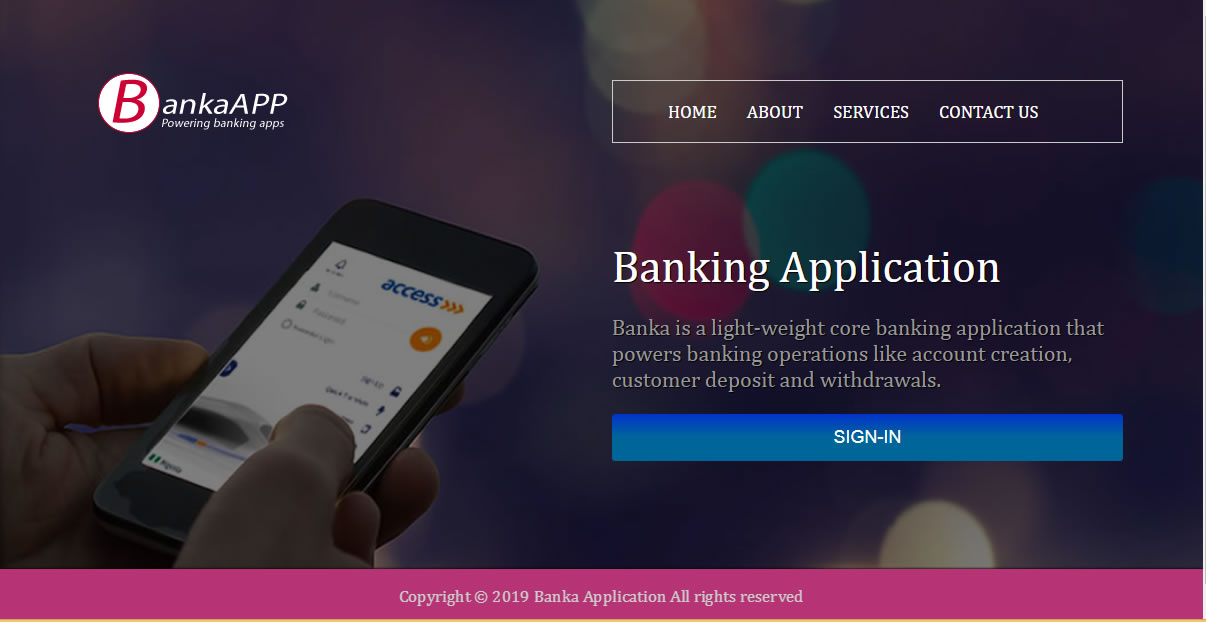 BankaAPP
Powering banking apps
HOME ABOUT SERVICES CONTACT US
Banking Application
Banka is a light-weight core banking application that
powers banking operations like account creation,
customer deposit and withdrawals.
SIGN-IN
access
Nigeria
Copyright © 2019 Banka Application All rights reserved